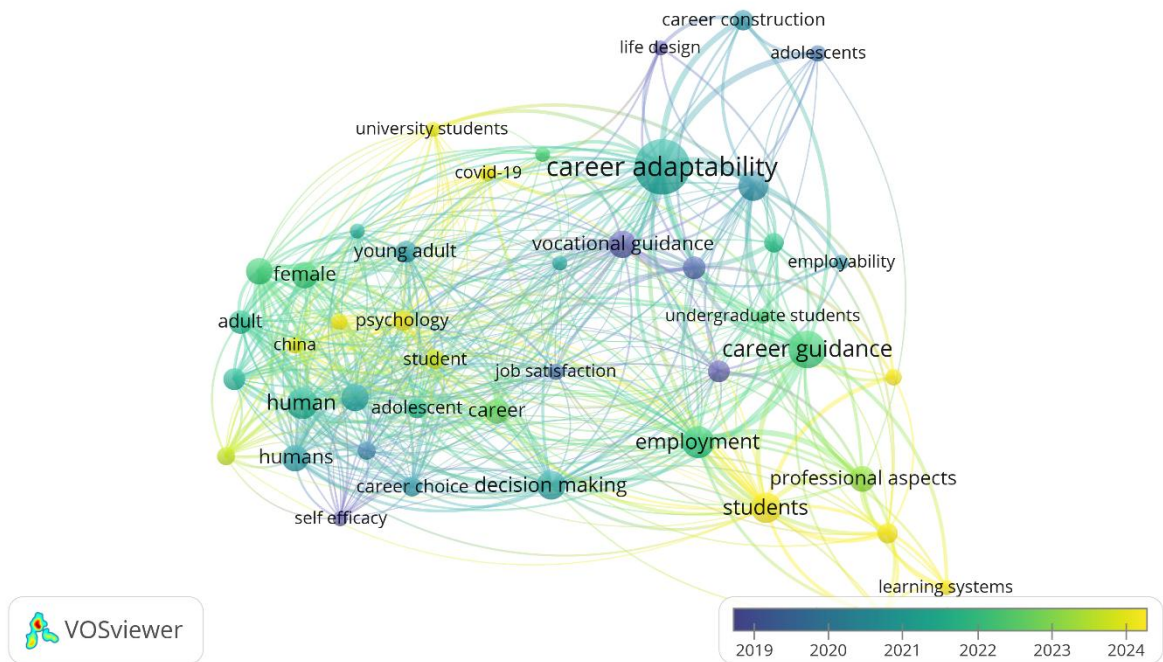 career construction
life design
adolescents
university students
career adaptability
covid-19
vocational guidance
young adult
employability
female
undergraduate students
adult
psychology
china
career guidance
student
job satisfaction
human
adolescent
career
employment
humans
professional aspects
career choice
decision making
students
self efficacy
learning systems
VOSviewer
2019 2020 2021 2022 2023 2024